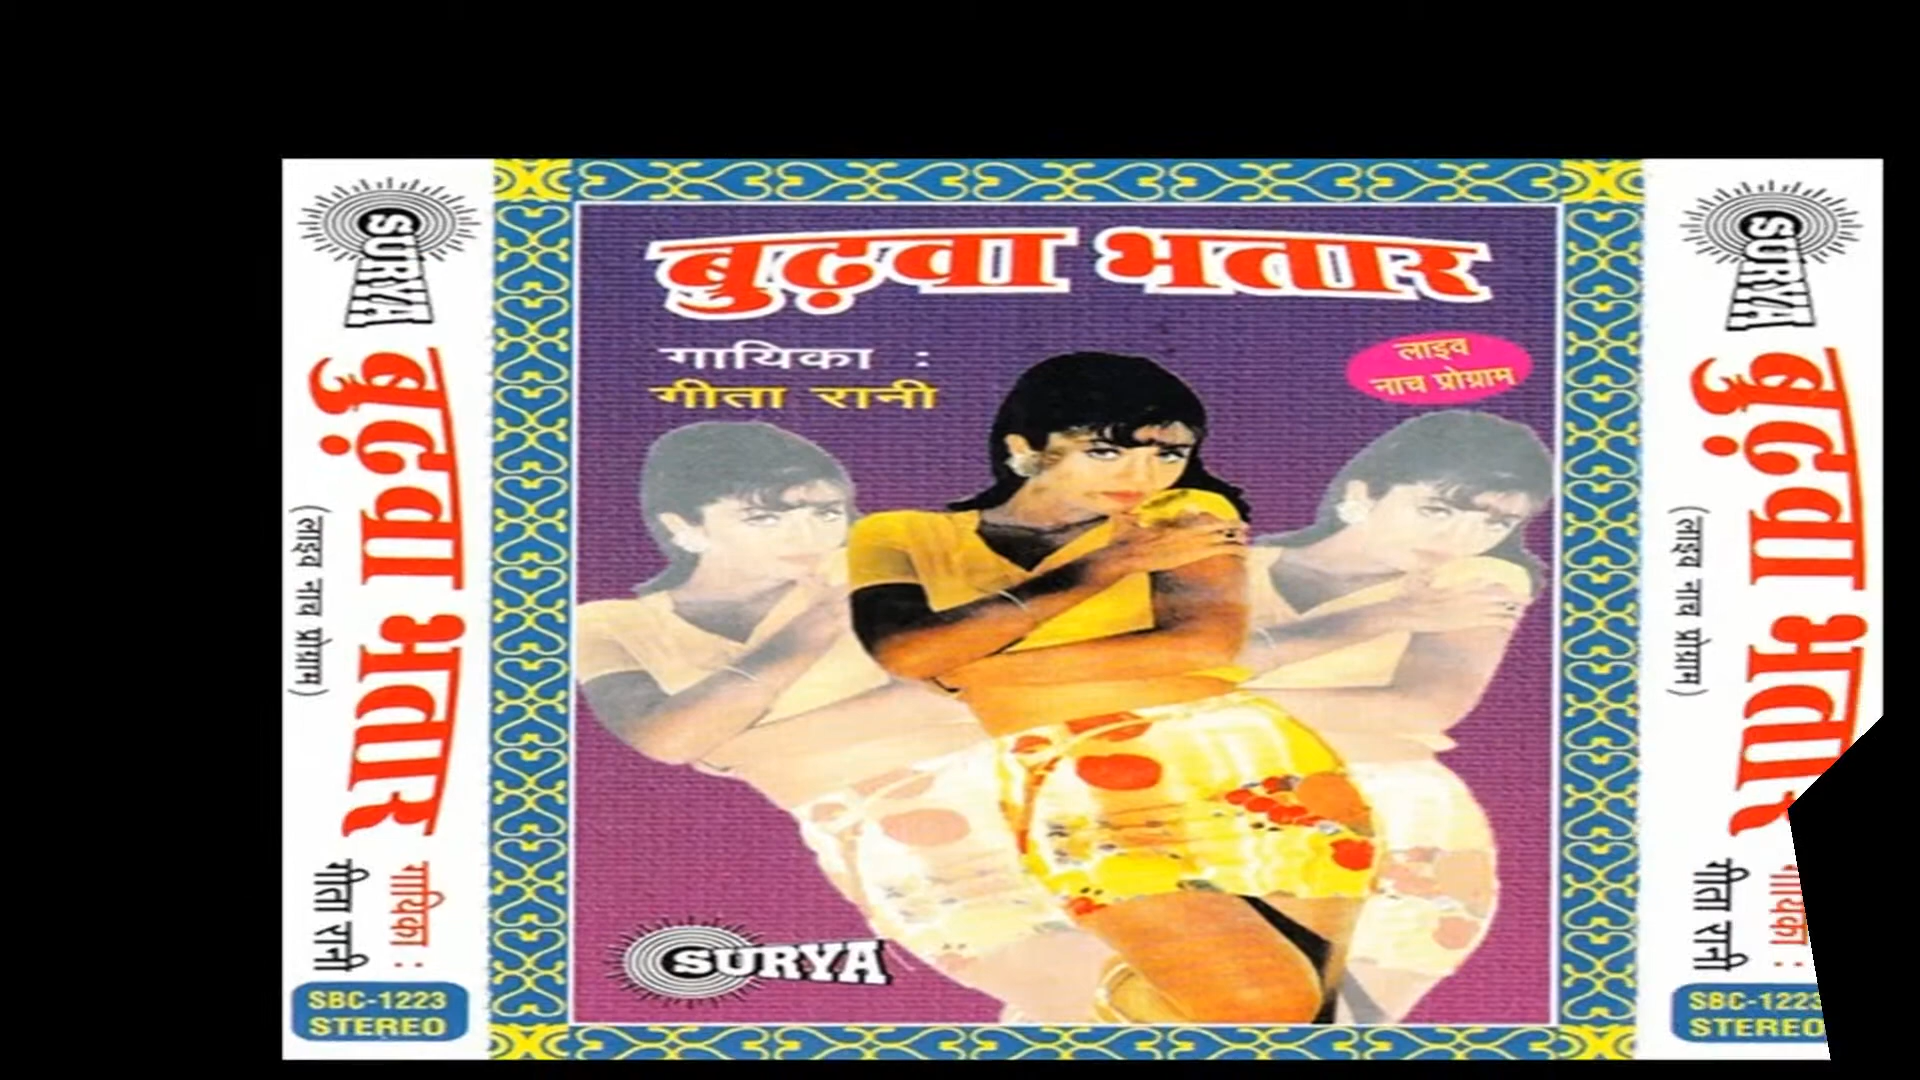 SURYA
बुढ़वा भतार
(लाइव नाच प्रोग्राम)
गायिका :
गीता रानी
SBC-1223
STEREO
बुढ़वा भतार
गायिका :
गीता रानी
लाइव
नाच प्रोग्राम
SURYA
SURYA
बुढ़वा भतार
(लाइव नाच प्रोग्राम)
गायिका :
गीता रानी
SBC-1223
STEREO